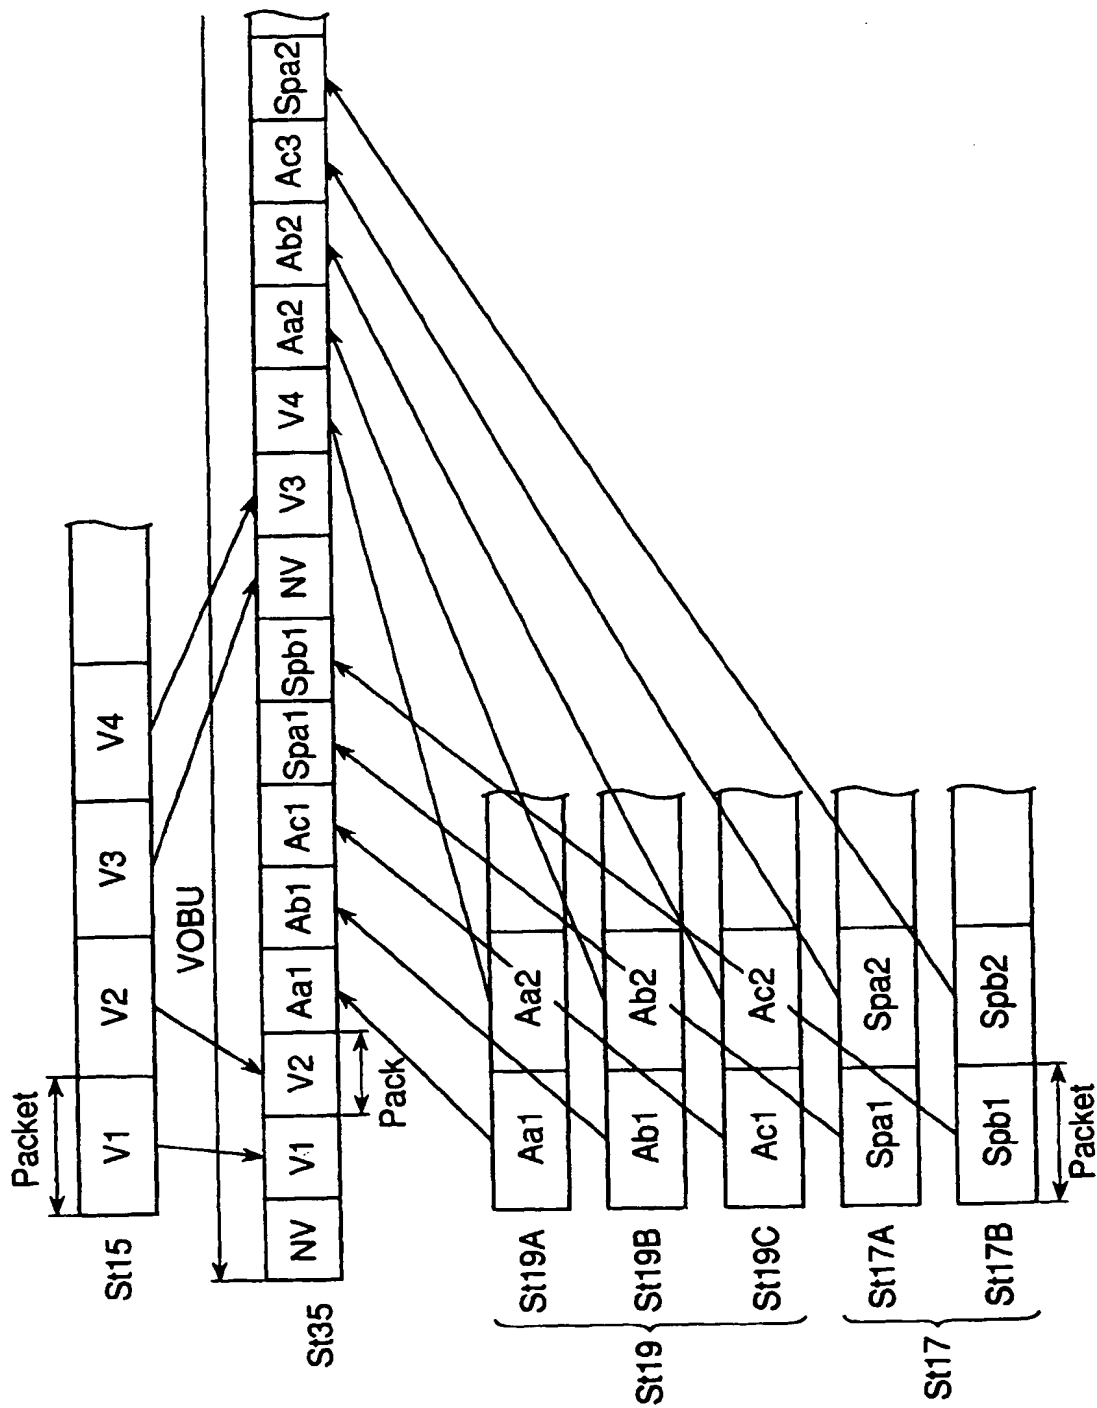 Packet
St15 V1 V2 V3 V4
VOBU
St35 NV V1 V2 Aa1 Ab1 Ac1 Spa1 Spb1 NV V3 V4 Aa2 Ab2 Ac3 Spa2
Pack
St19
St19A Aa1 Aa2
St19B Ab1 Ab2
St19C Ac1 Ac2
St17
St17A Spa1 Spa2
St17B Spb1 Spb2
Packet